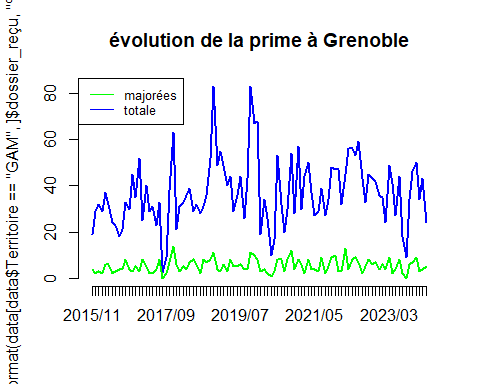 évolution de la prime à Grenoble
ormat(data[data$Territoire == "GAM", ]$dossier_reçu, "%
majorées
totale
80
60
40
20
0
2015/11 2017/09 2019/07 2021/05 2023/03